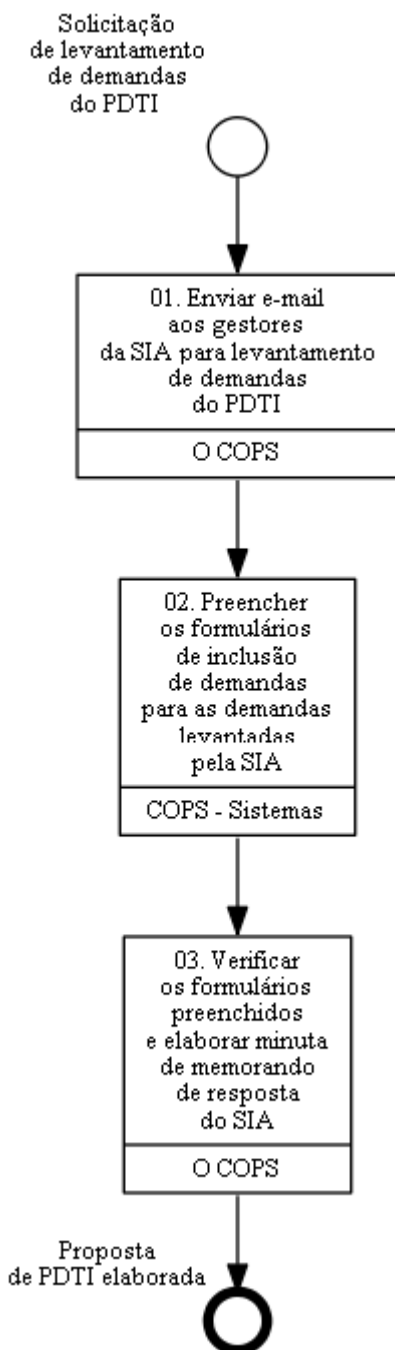 Solicitação
de levantamento
de demandas
do PDTI
01. Enviar e-mail
aos gestores
da SIA para levantamento
de demandas
do PDTI
O COPS
02. Preencher
os formulários
de inclusão
de demandas
para as demandas
levantadas
pela SIA
COPS - Sistemas
03. Verificar
os formulários
preenchidos
e elaborar minuta
de memorando
de resposta
do SIA
O COPS
Proposta
de PDTI elaborada